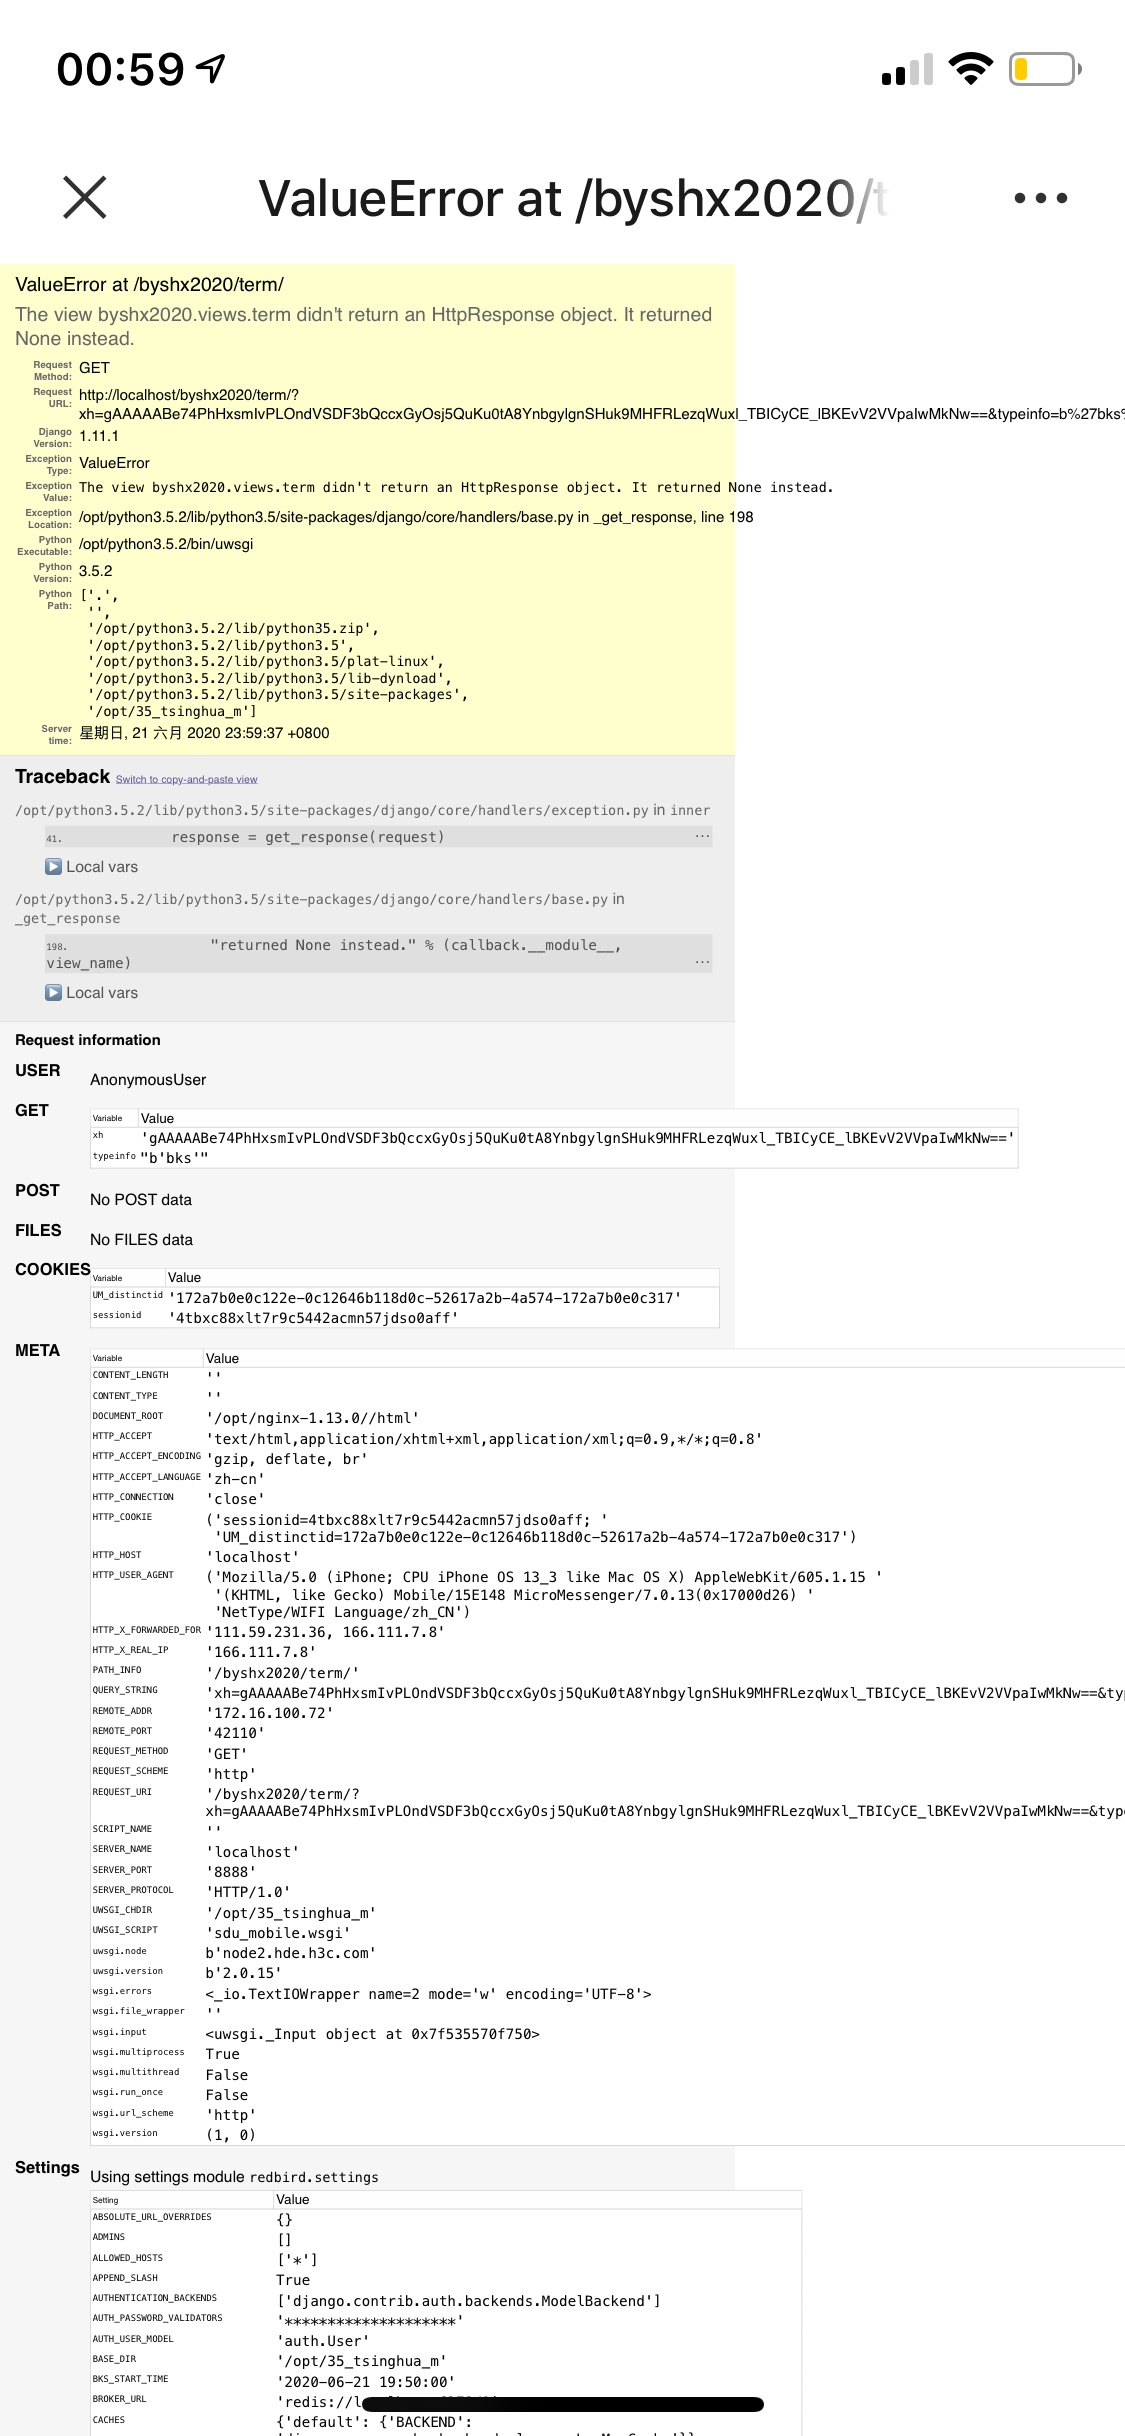 00:59
ValueError at /byshx2020/t
ValueError at /byshx2020/term/
The view byshx2020.views.term didn't return an HttpResponse object. It returned
None instead.
Request Method: GET
Request URL: http://localhost/byshx2020/term/?
xh=gAAAAABe74PhHxsmIvPLOndVSDF3bQccxGyOsj5QuKu0tA8YnbgylgnSHuk9MHFRLezqWuxl_TBICyCE_lBKEvV2VVpaIwMkNw==&typeinfo=b%27bks%
Django Version: 1.11.1
Exception Type: ValueError
Exception Value: The view byshx2020.views.term didn't return an HttpResponse object. It returned None instead.
Exception Location: /opt/python3.5.2/lib/python3.5/site-packages/django/core/handlers/base.py in _get_response, line 198
Python Executable: /opt/python3.5.2/bin/uwsgi
Python Version: 3.5.2
Python Path: ['.',
'',
'/opt/python3.5.2/lib/python35.zip',
'/opt/python3.5.2/lib/python3.5',
'/opt/python3.5.2/lib/python3.5/plat-linux',
'/opt/python3.5.2/lib/python3.5/lib-dynload',
'/opt/python3.5.2/lib/python3.5/site-packages',
'/opt/35_tsinghua_m']
Server time: 星期日, 21 六月 2020 23:59:37 +0800
Traceback Switch to copy-and-paste view
/opt/python3.5.2/lib/python3.5/site-packages/django/core/handlers/exception.py in inner
41. response = get_response(request) ...
Local vars
/opt/python3.5.2/lib/python3.5/site-packages/django/core/handlers/base.py in
_get_response
198. "returned None instead." % (callback.__module__,
view_name) ...
Local vars
Request information
USER AnonymousUser
GET
Variable Value
xh 'gAAAAABe74PhHxsmIvPLOndVSDF3bQccxGyOsj5QuKu0tA8YnbgylgnSHuk9MHFRLezqWuxl_TBICyCE_lBKEvV2VVpaIwMkNw=='
typeinfo "b'bks'"
POST No POST data
FILES No FILES data
COOKIES
Variable Value
UM_distinctid '172a7b0e0c122e-0c12646b118d0c-52617a2b-4a574-172a7b0e0c317'
sessionid '4tbxc88xlt7r9c5442acmn57jdso0aff'
META
Variable Value
CONTENT_LENGTH ''
CONTENT_TYPE ''
DOCUMENT_ROOT '/opt/nginx-1.13.0//html'
HTTP_ACCEPT 'text/html,application/xhtml+xml,application/xml;q=0.9,*/*;q=0.8'
HTTP_ACCEPT_ENCODING 'gzip, deflate, br'
HTTP_ACCEPT_LANGUAGE 'zh-cn'
HTTP_CONNECTION 'close'
HTTP_COOKIE ('sessionid=4tbxc88xlt7r9c5442acmn57jdso0aff; '
'UM_distinctid=172a7b0e0c122e-0c12646b118d0c-52617a2b-4a574-172a7b0e0c317')
HTTP_HOST 'localhost'
HTTP_USER_AGENT ('Mozilla/5.0 (iPhone; CPU iPhone OS 13_3 like Mac OS X) AppleWebKit/605.1.15 '
'(KHTML, like Gecko) Mobile/15E148 MicroMessenger/7.0.13(0x17000d26) '
'NetType/WIFI Language/zh_CN')
HTTP_X_FORWARDED_FOR '111.59.231.36, 166.111.7.8'
HTTP_X_REAL_IP '166.111.7.8'
PATH_INFO '/byshx2020/term/'
QUERY_STRING 'xh=gAAAAABe74PhHxsmIvPLOndVSDF3bQccxGyOsj5QuKu0tA8YnbgylgnSHuk9MHFRLezqWuxl_TBICyCE_lBKEvV2VVpaIwMkNw==&typ
REMOTE_ADDR '172.16.100.72'
REMOTE_PORT '42110'
REQUEST_METHOD 'GET'
REQUEST_SCHEME 'http'
REQUEST_URI '/byshx2020/term/?
xh=gAAAAABe74PhHxsmIvPLOndVSDF3bQccxGyOsj5QuKu0tA8YnbgylgnSHuk9MHFRLezqWuxl_TBICyCE_lBKEvV2VVpaIwMkNw==&typ
SCRIPT_NAME ''
SERVER_NAME 'localhost'
SERVER_PORT '8888'
SERVER_PROTOCOL 'HTTP/1.0'
UWSGI_CHDIR '/opt/35_tsinghua_m'
UWSGI_SCRIPT 'sdu_mobile.wsgi'
uwsgi.node b'node2.hde.h3c.com'
uwsgi.version b'2.0.15'
wsgi.errors <_io.TextIOWrapper name=2 mode='w' encoding='UTF-8'>
wsgi.file_wrapper ''
wsgi.input <uwsgi._Input object at 0x7f535570f750>
wsgi.multiprocess True
wsgi.multithread False
wsgi.run_once False
wsgi.url_scheme 'http'
wsgi.version (1, 0)
Settings Using settings module redbird.settings
Setting Value
ABSOLUTE_URL_OVERRIDES {}
ADMINS []
ALLOWED_HOSTS ['*']
APPEND_SLASH True
AUTHENTICATION_BACKENDS ['django.contrib.auth.backends.ModelBackend']
AUTH_PASSWORD_VALIDATORS '********************'
AUTH_USER_MODEL 'auth.User'
BASE_DIR '/opt/35_tsinghua_m'
BKS_START_TIME '2020-06-21 19:50:00'
BROKER_URL 'redis://l
CACHES {'default': {'BACKEND':